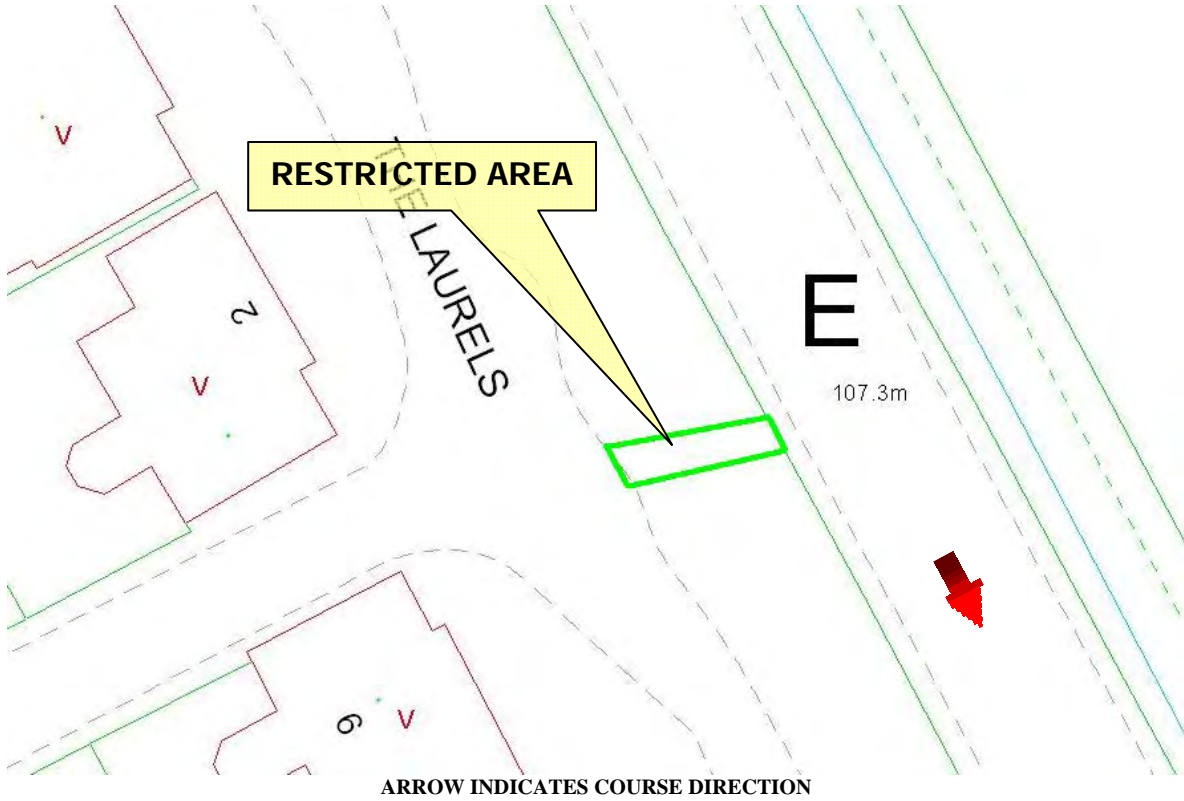 V
RESTRICTED AREA
THE LAURELS
2
V
E
107.3m
6
V
ARROW INDICATES COURSE DIRECTION